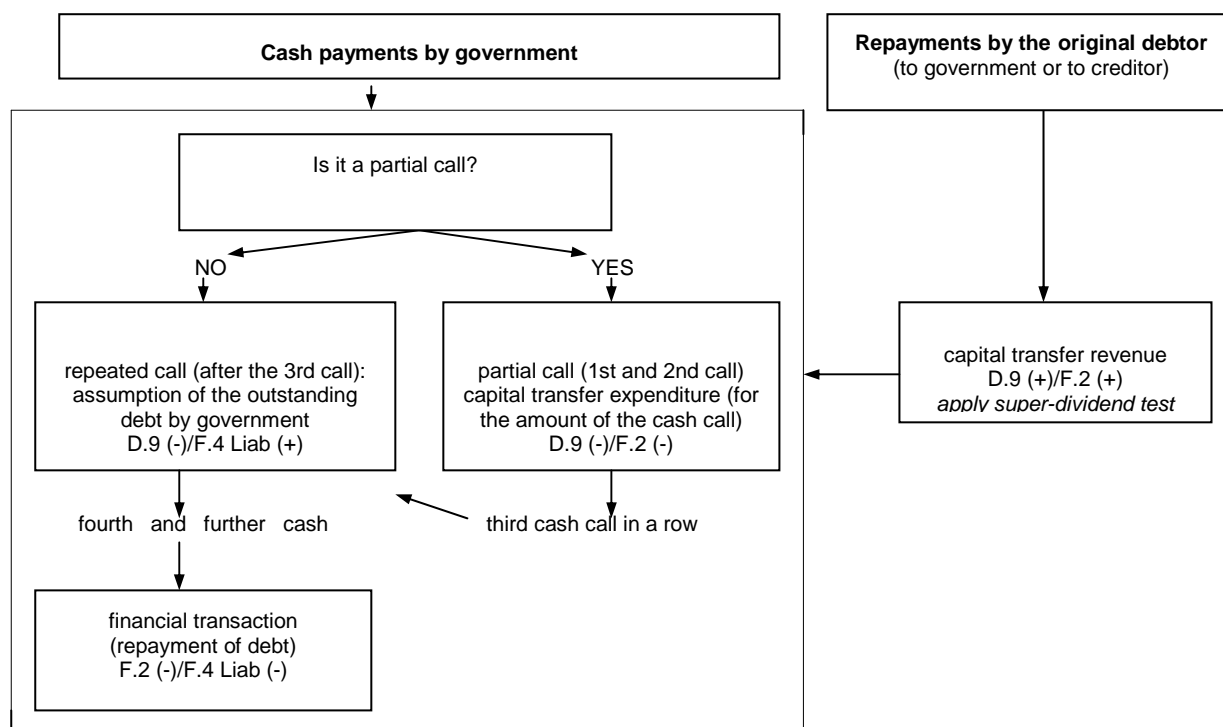 Cash payments by government
Repayments by the original debtor
(to government or to creditor)
Is it a partial call?
NO
YES
repeated call (after the 3rd call):
assumption of the outstanding
debt by government
D.9 (-)/F.4 Liab (+)
partial call (1st and 2nd call)
capital transfer expenditure (for
the amount of the cash call)
D.9 (-)/F.2 (-)
capital transfer revenue
D.9 (+)/F.2 (+)
apply super-dividend test
fourth and further cash
third cash call in a row
financial transaction
(repayment of debt)
F.2 (-)/F.4 Liab (-)